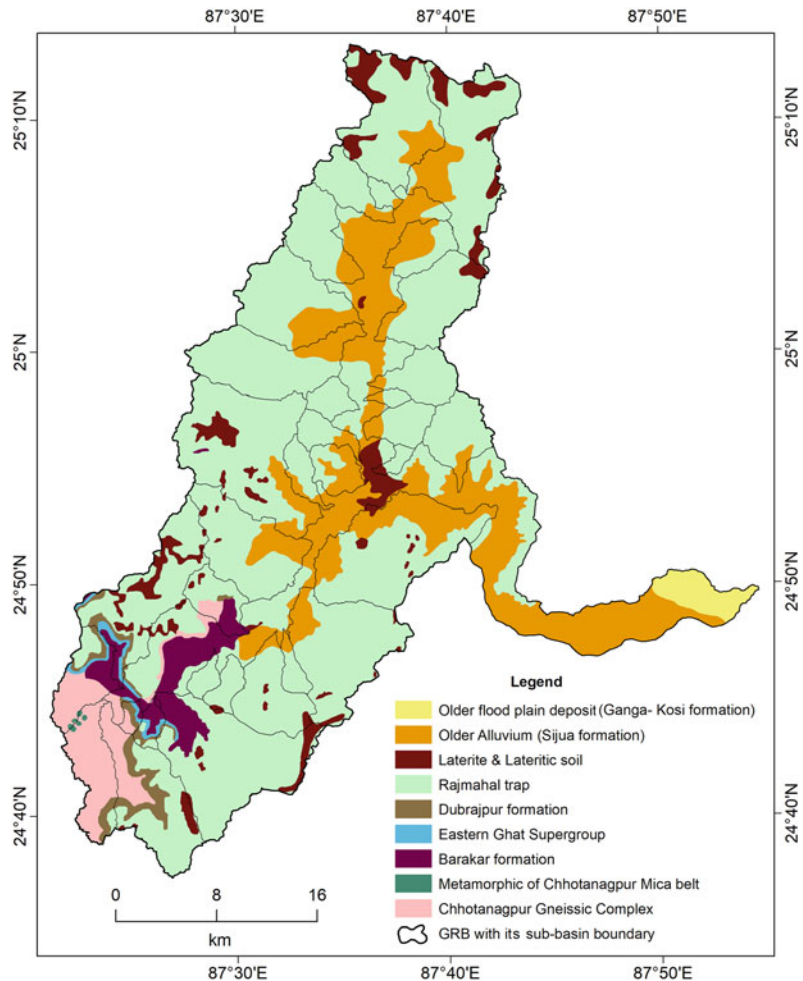 87°30'E 87°40'E 87°50'E
25°10'N 25°10'N
25°N 25°N
24°50'N 24°50'N
24°40'N 24°40'N
Legend
Older flood plain deposit (Ganga- Kosi formation)
Older Alluvium (Sijua formation)
Laterite & Lateritic soil
Rajmahal trap
Dubrajpur formation
Eastern Ghat Supergroup
Barakar formation
Metamorphic of Chhotanagpur Mica belt
Chhotanagpur Gneissic Complex
GRB with its sub-basin boundary
0 8 16
km
87°30'E 87°40'E 87°50'E